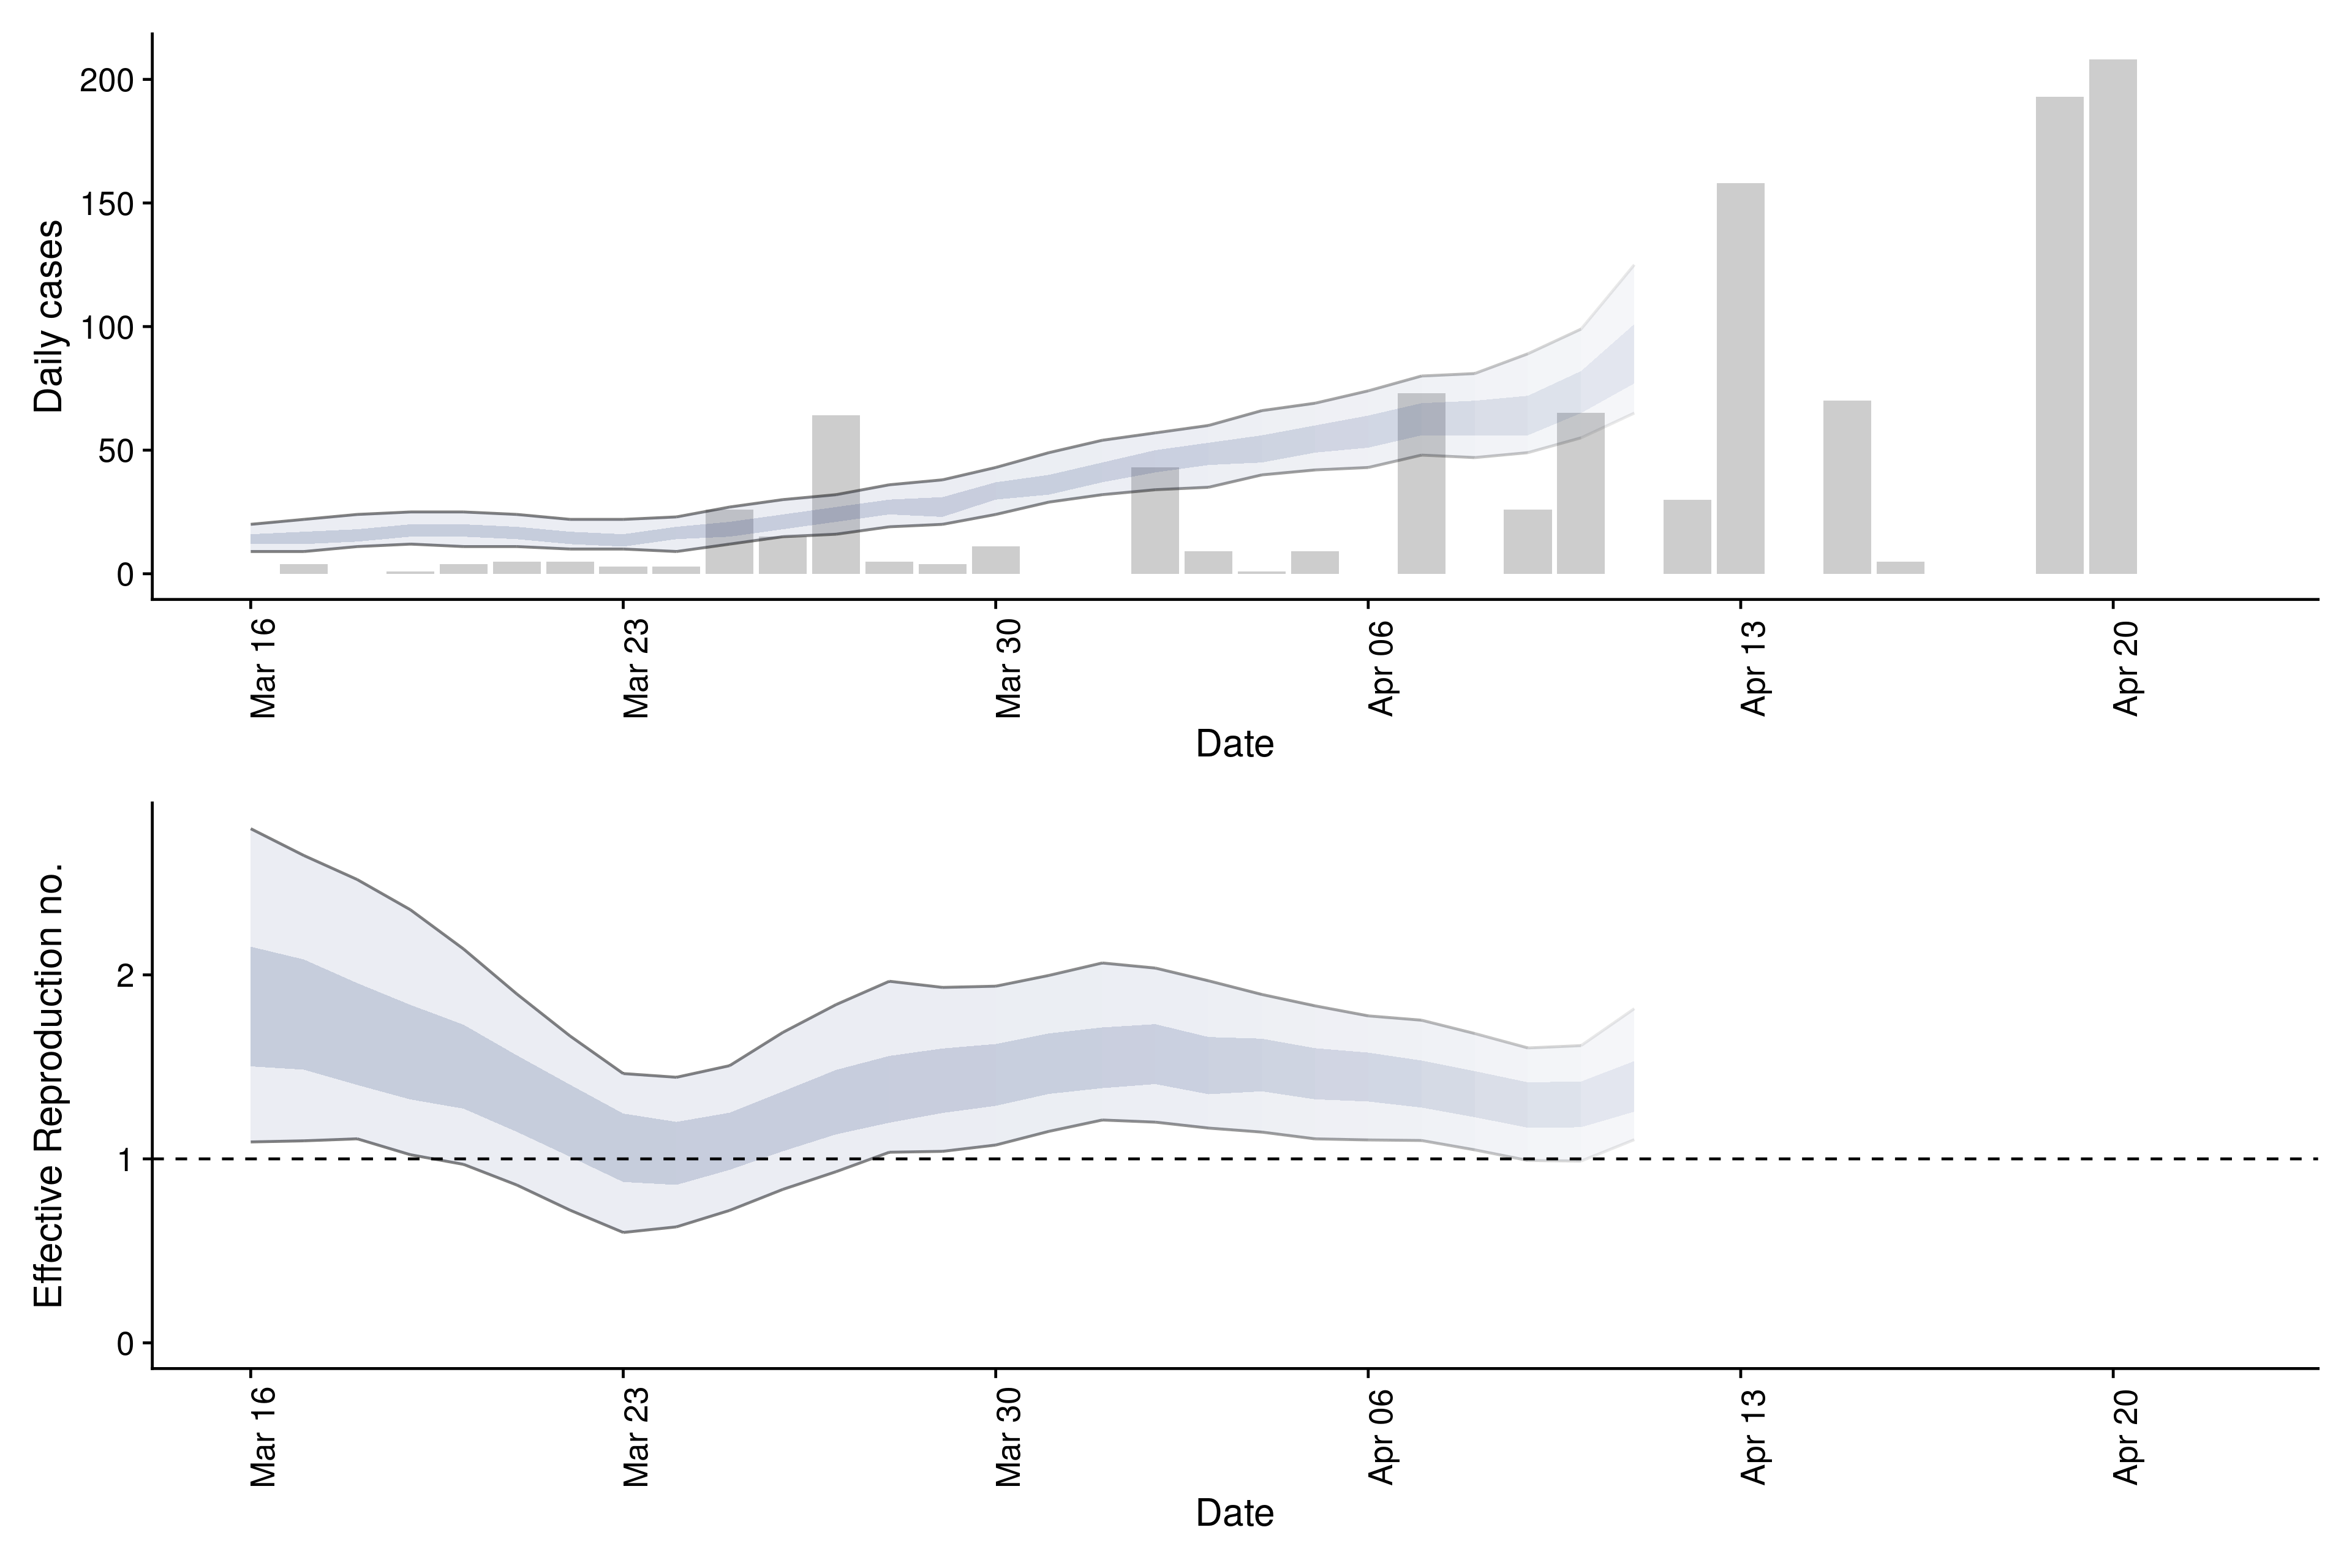 Daily cases
200
150
100
50
0
Mar 16
Mar 23
Mar 30
Apr 06
Apr 13
Apr 20
Date
Effective Reproduction no.
2
1
0
Mar 16
Mar 23
Mar 30
Apr 06
Apr 13
Apr 20
Date